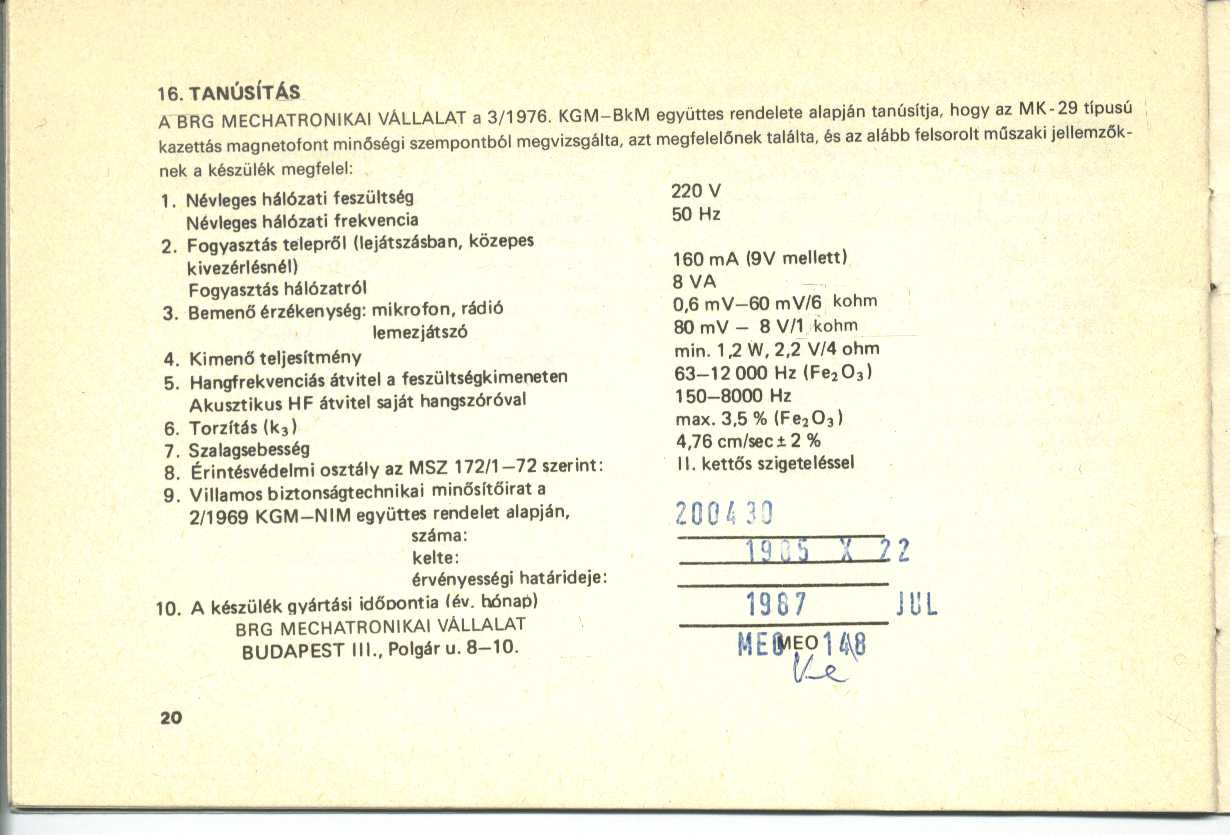 16. TANÚSÍTÁS
A BRG MECHATRONIKAI VÁLLALAT a 3/1976. KGM–BkM együttes rendelete alapján tanúsítja, hogy az MK-29 típusú
kazettás magnetofont minőségi szempontból megvizsgálta, azt megfelelőnek találta, és az alább felsorolt műszaki jellemzők-
nek a készülék megfelel:
1. Névleges hálózati feszültség 220 V
Névleges hálózati frekvencia 50 Hz
2. Fogyasztás telepről (lejátszásban, közepes
kivezérlésnél) 160 mA (9V mellett)
Fogyasztás hálózatról 8 VA
3. Bemenő érzékenység: mikrofon, rádió 0,6 mV–60 mV/6 kohm
lemezjátszó 80 mV – 8 V/1 kohm
4. Kimenő teljesítmény min. 1,2 W, 2,2 V/4 ohm
5. Hangfrekvenciás átvitel a feszültségkimeneten 63–12 000 Hz (Fe₂O₃)
Akusztikus HF átvitel saját hangszóróval 150–8000 Hz
6. Torzítás (k₃) max. 3,5 % (Fe₂O₃)
7. Szalagsebesség 4,76 cm/sec ± 2 %
8. Érintésvédelmi osztály az MSZ 172/1–72 szerint: II. kettős szigeteléssel
9. Villamos biztonságtechnikai minősítőirat a
2/1969 KGM–NIM együttes rendelet alapján, 200430
száma:
kelte: 1985 X 22
érvényességi határideje:
10. A készülék gyártási időpontja (év. hónap) 1987 JUL
BRG MECHATRONIKAI VÁLLALAT
BUDAPEST III., Polgár u. 8–10. MEO MEO 148
20